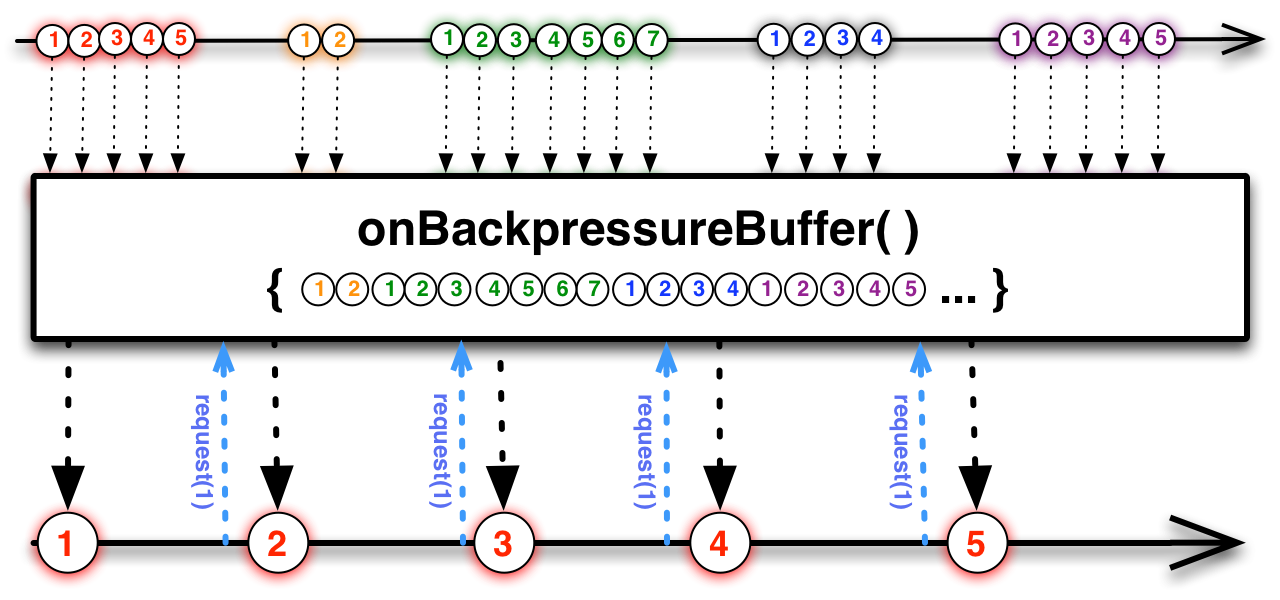 1 2 3 4 5 1 2 1 2 3 4 5 6 7 1 2 3 4 1 2 3 4 5
onBackpressureBuffer( )
{ 1 2 1 2 3 4 5 6 7 1 2 3 4 1 2 3 4 5 ... }
request(1) request(1) request(1) request(1)
1 2 3 4 5